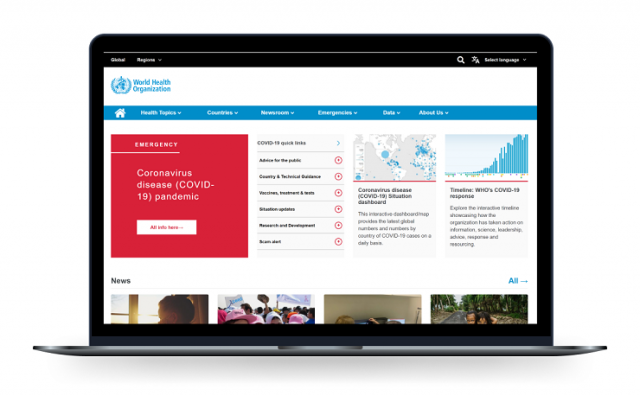 Global Regions
Select language
World Health
Organization
Health Topics Countries Newsroom Emergencies Data About Us
EMERGENCY
Coronavirus
disease (COVID-
19) pandemic
All info here →
COVID-19 quick links
Advice for the public
Country & Technical Guidance
Vaccines, treatment & tests
Situation updates
Research and Development
Scam alert
Coronavirus disease
(COVID-19) Situation
dashboard
This interactive dashboard/map
provides the latest global
numbers and numbers by
country of COVID-19 cases on a
daily basis.
Timeline: WHO's COVID-19
response
Explore the interactive timeline
showcasing how the
organization has taken action on
information, science, leadership,
advice, response and
resourcing.
News
All →